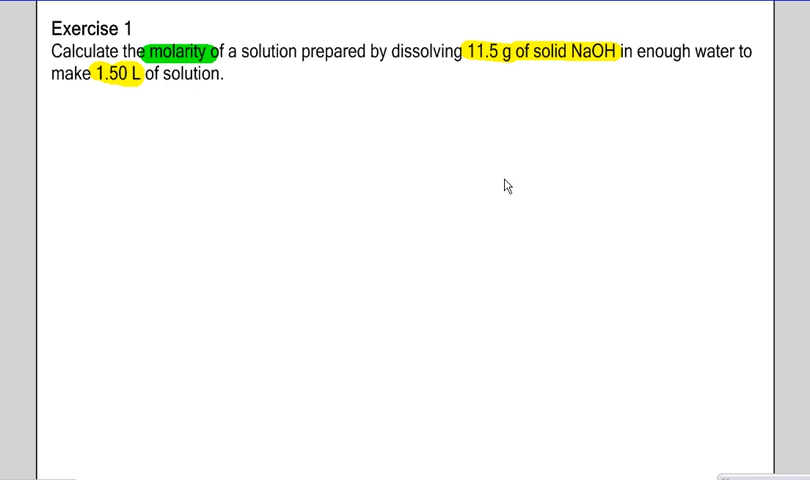 Exercise 1
Calculate the molarity of a solution prepared by dissolving 11.5 g of solid NaOH in enough water to
make 1.50 L of solution.